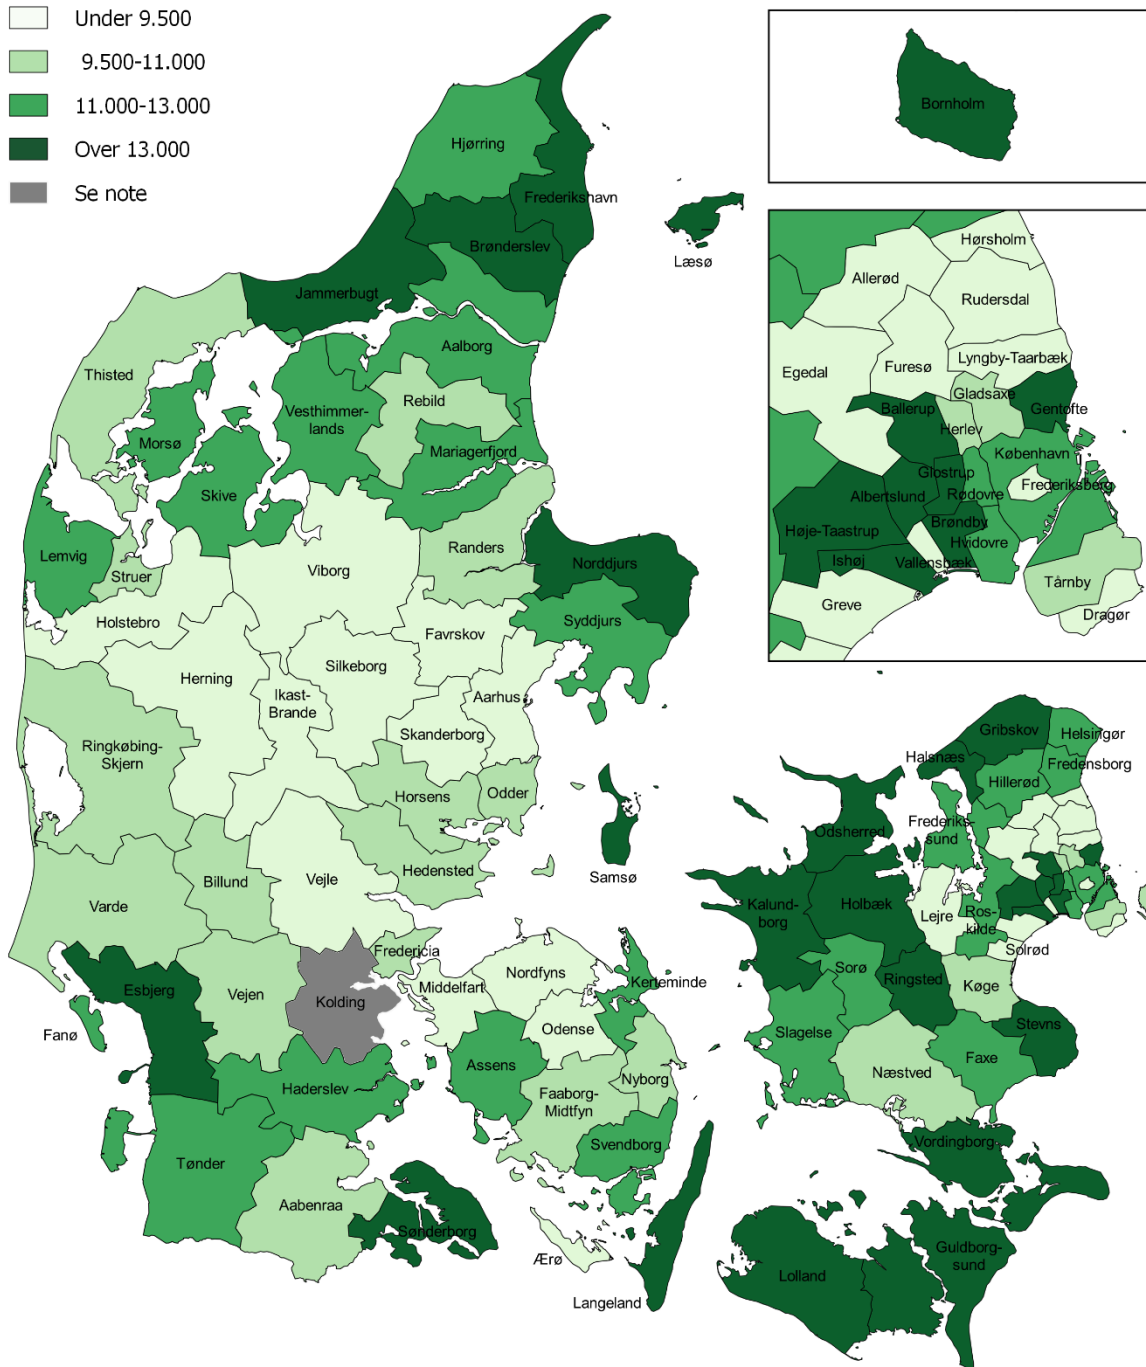 Under 9.500
9.500-11.000
11.000-13.000
Over 13.000
Se note
Bornholm
Hjørring
Frederikshavn
Brønderslev
Læsø
Jammerbugt
Aalborg
Thisted
Rebild
Vesthimmer-
lands
Morsø
Mariagerfjord
Skive
Lemvig
Struer
Randers
Viborg
Norddjurs
Holstebro
Favrskov
Syddjurs
Herning
Silkeborg
Ikast-
Brande
Aarhus
Skanderborg
Ringkøbing-
Skjern
Horsens
Odder
Hedensted
Billund
Vejle
Samsø
Varde
Fredericia
Esbjerg
Vejen
Kolding
Middelfart
Nordfyns
Kerteminde
Fanø
Odense
Assens
Haderslev
Faaborg-
Midtfyn
Nyborg
Svendborg
Tønder
Aabenraa
Sønderborg
Ærø
Langeland
Hørsholm
Allerød
Rudersdal
Egedal
Furesø
Lyngby-Taarbæk
Gladsaxe
Gentofte
Ballerup
Herlev
København
Glostrup
Frederiksberg
Albertslund
Rødovre
Høje-Taastrup
Brøndby
Hvidovre
Ishøj
Vallensbæk
Greve
Tårnby
Dragør
Gribskov
Helsingør
Halsnæs
Fredensborg
Hillerød
Frederiks-
sund
Odsherred
Kalund-
borg
Holbæk
Lejre
Ros-
kilde
Solrød
Sorø
Ringsted
Køge
Slagelse
Stevns
Faxe
Næstved
Vordingborg
Guldborg-
sund
Lolland